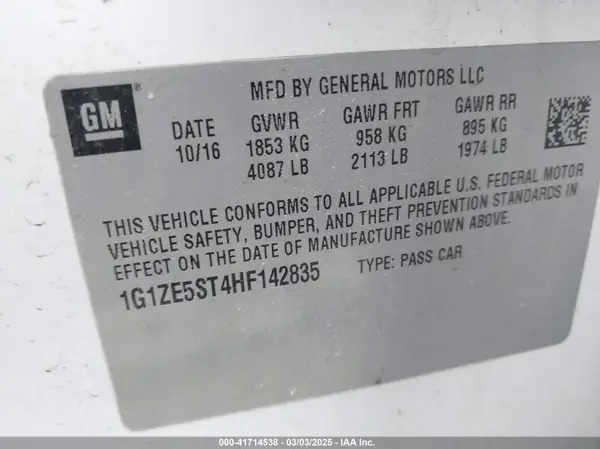 GM
MFD BY GENERAL MOTORS LLC
DATE GVWR GAWR FRT GAWR RR
10/16 1853 KG 958 KG 895 KG
4087 LB 2113 LB 1974 LB
THIS VEHICLE CONFORMS TO ALL APPLICABLE U.S. FEDERAL MOTOR
VEHICLE SAFETY, BUMPER, AND THEFT PREVENTION STANDARDS IN
EFFECT ON THE DATE OF MANUFACTURE SHOWN ABOVE.
1G1ZE5ST4HF142835 TYPE: PASS CAR
000-41714538 - 03/03/2025 - IAA Inc.